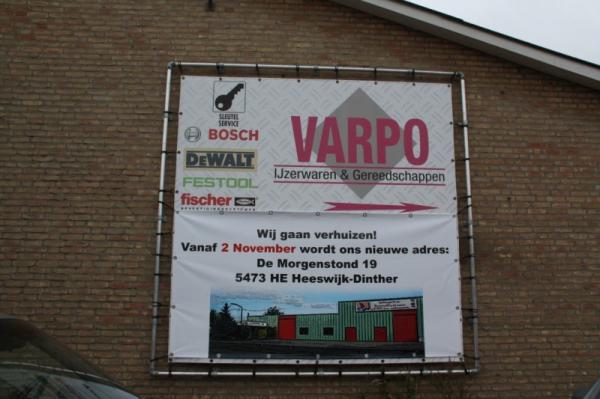 SLEUTEL
SERVICE
BOSCH
DEWALT
FESTOOL
fischer
VARPO
IJzerwaren & Gereedschappen
Wij gaan verhuizen!
Vanaf 2 November wordt ons nieuwe adres:
De Morgenstond 19
5473 HE Heeswijk-Dinther